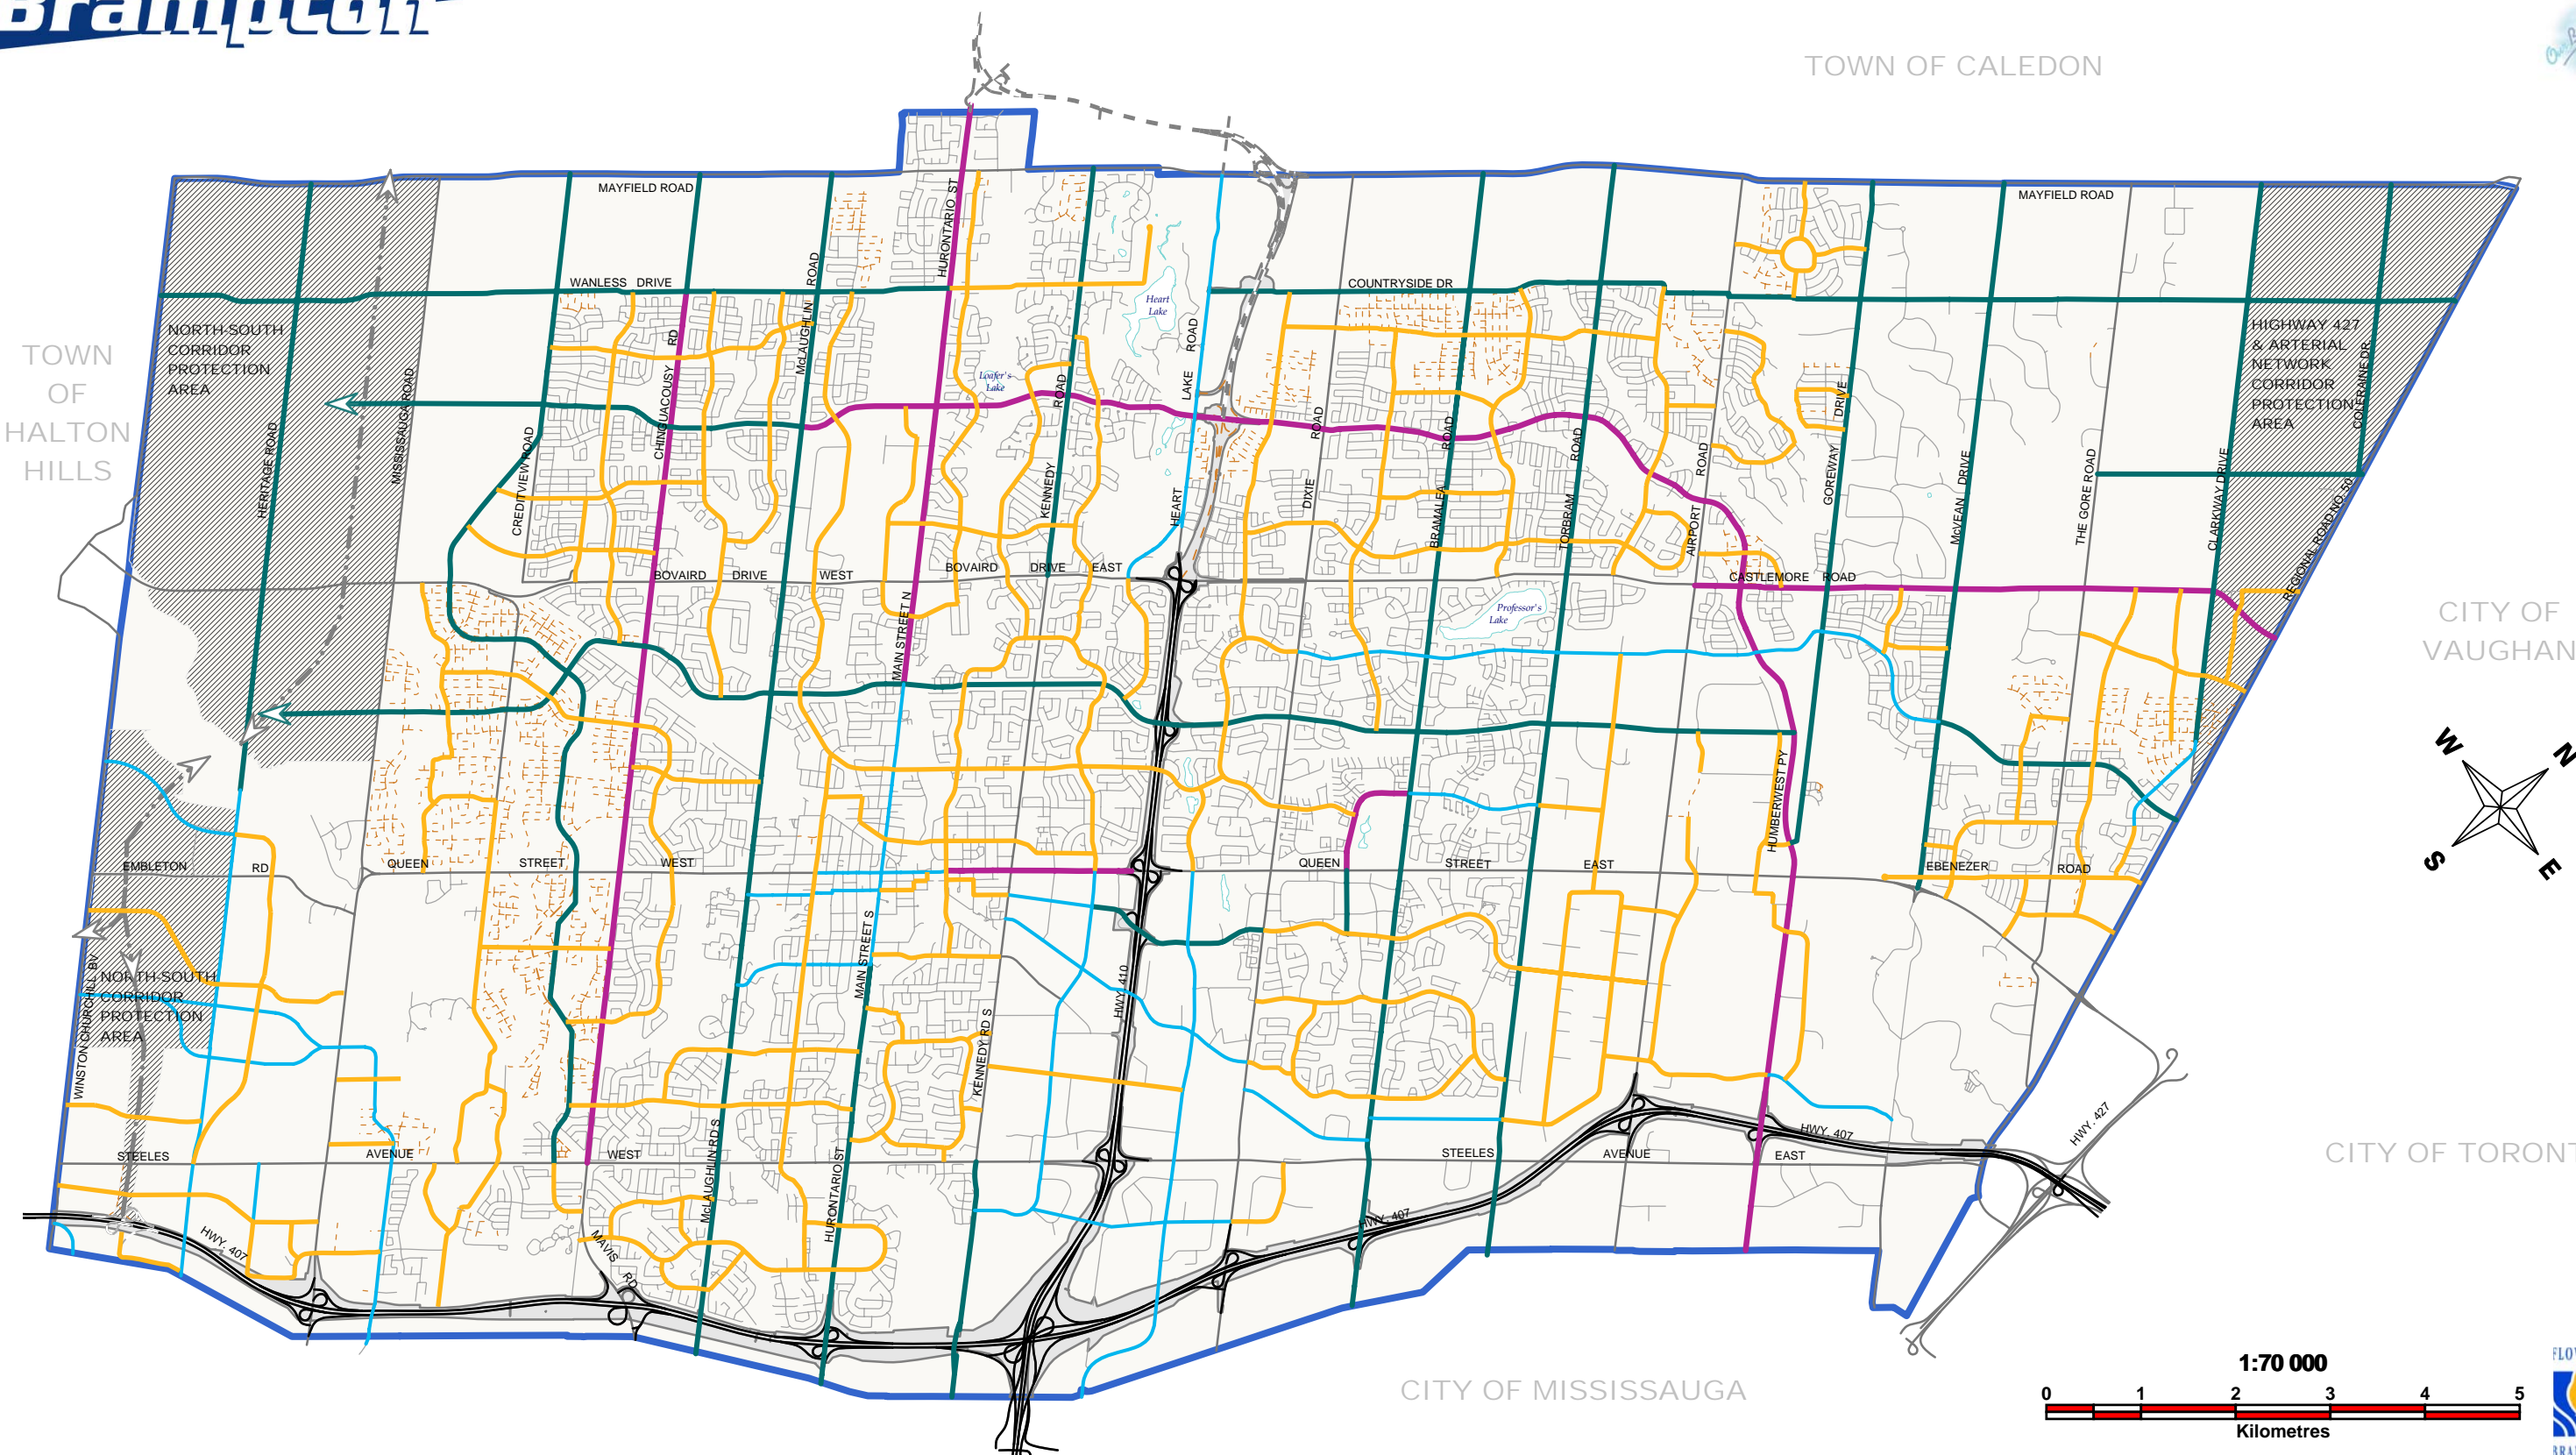 Brampton
TOWN OF CALEDON
MAYFIELD ROAD
MAYFIELD ROAD
HURONTARIO ST
WANLESS DRIVE
COUNTRYSIDE DR
Heart
Lake
NORTH-SOUTH
CORRIDOR
PROTECTION
AREA
HIGHWAY 427
& ARTERIAL
NETWORK
CORRIDOR
PROTECTION
AREA
TOWN
OF
HALTON
HILLS
Loafer's
Lake
HERITAGE ROAD
MISSISSAUGA ROAD
CREDITVIEW ROAD
CHINGUACOUSY RD
McLAUGHLIN ROAD
KENNEDY ROAD
HEART LAKE ROAD
DIXIE ROAD
BRAMALEA ROAD
TORBRAM ROAD
AIRPORT ROAD
GOREWAY DRIVE
McVEAN DRIVE
THE GORE ROAD
CLARKWAY DRIVE
COLERAINE DR
REGIONAL ROAD NO. 50
BOVAIRD DRIVE WEST
BOVAIRD DRIVE EAST
CASTLEMORE ROAD
Professor's
Lake
MAIN STREET N
CITY OF
VAUGHAN
W
N
S
E
HUMBERWEST PY
EMBLETON RD
QUEEN STREET WEST
QUEEN STREET EAST
EBENEZER ROAD
MAIN STREET S
HWY. 410
WINSTON CHURCHILL BV
NORTH-SOUTH
CORRIDOR
PROTECTION
AREA
KENNEDY RD S
McLAUGHLIN RD S
HURONTARIO ST
STEELES AVENUE WEST
STEELES AVENUE EAST
HWY. 407
HWY. 407
HWY. 407
HWY. 427
MAVIS RD
CITY OF TORONT
CITY OF MISSISSAUGA
1:70 000
0 1 2 3 4 5
Kilometres